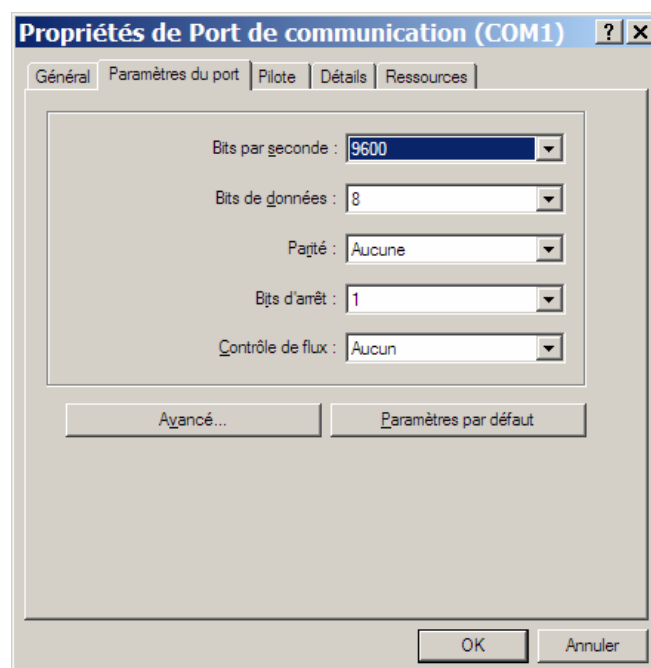 Propriétés de Port de communication (COM1)
Général Paramètres du port Pilote Détails Ressources
Bits par seconde : 9600
Bits de données : 8
Parité : Aucune
Bits d'arrêt : 1
Contrôle de flux : Aucun
Avancé... Paramètres par défaut
OK Annuler